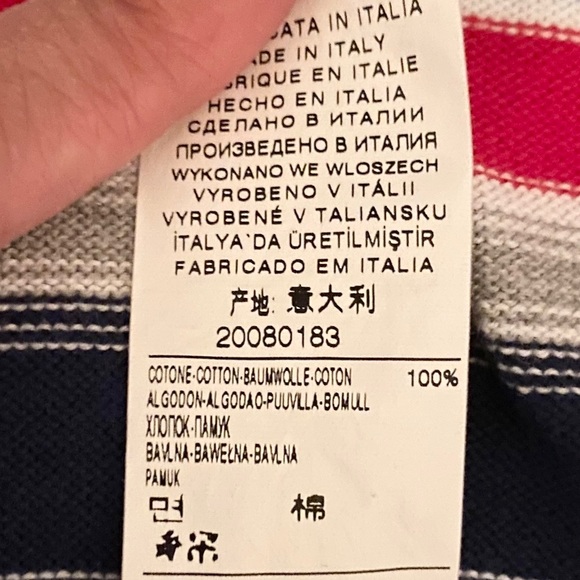 IN ITALIA
IN ITALY
EN ITALIE
HECHO EN ITALIA
СДЕЛАНО В ИТАЛИИ
ПРОИЗВЕДЕНО В ИТАЛИЯ
WYKONANO WE WLOSZECH
VYROBENO V ITÁLII
VYROBENÉ V TALIANSKU
İTALYA`DA ÜRETİLMİŞTİR
FABRICADO EM ITALIA
产地: 意大利
20080183
COTONE-COTTON-BAUMWOLLE-COTON 100%
ALGODON-ALGODAO-PUUVILLA-BOMULL
ХЛОПОК-ПАМУК
BAVLNA-BAWEŁNA-BAVLNA
PAMUK
면 棉